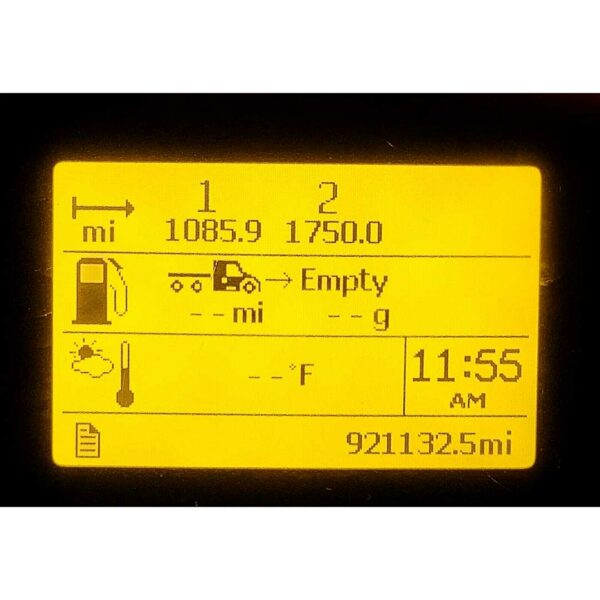 1 2
mi 1085.9 1750.0
→ Empty
-- mi -- g
-- °F
11:55
AM
921132.5mi